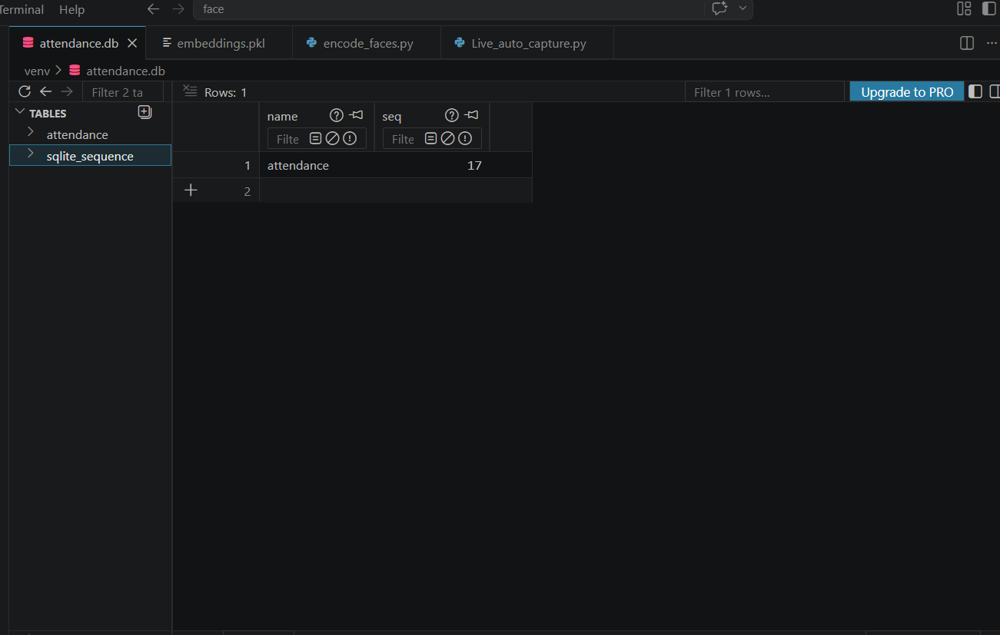 Terminal Help face
attendance.db embeddings.pkl encode_faces.py Live_auto_capture.py
venv > attendance.db
Filter 2 ta Rows: 1 Filter 1 rows... Upgrade to PRO
TABLES
attendance
sqlite_sequence
name seq
Filte Filte
1 attendance 17
2